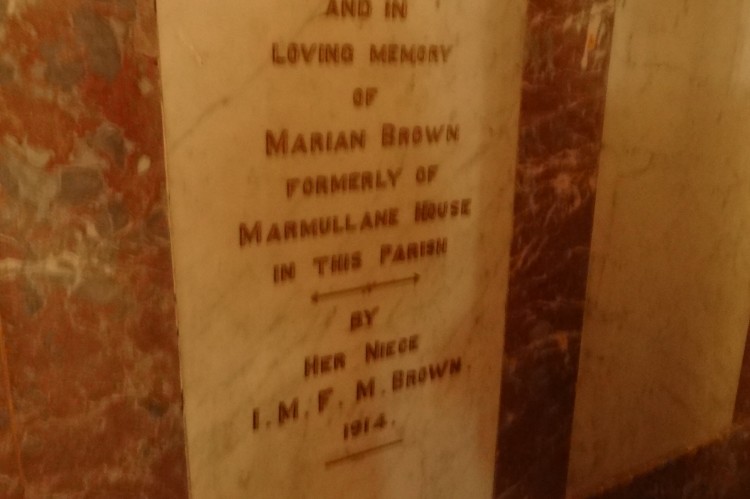 AND IN
LOVING MEMORY
OF
MARIAN BROWN
FORMERLY OF
MARMULLANE HOUSE
IN THIS PARISH
BY
HER NIECE
I. M. F. M. BROWN.
1914.